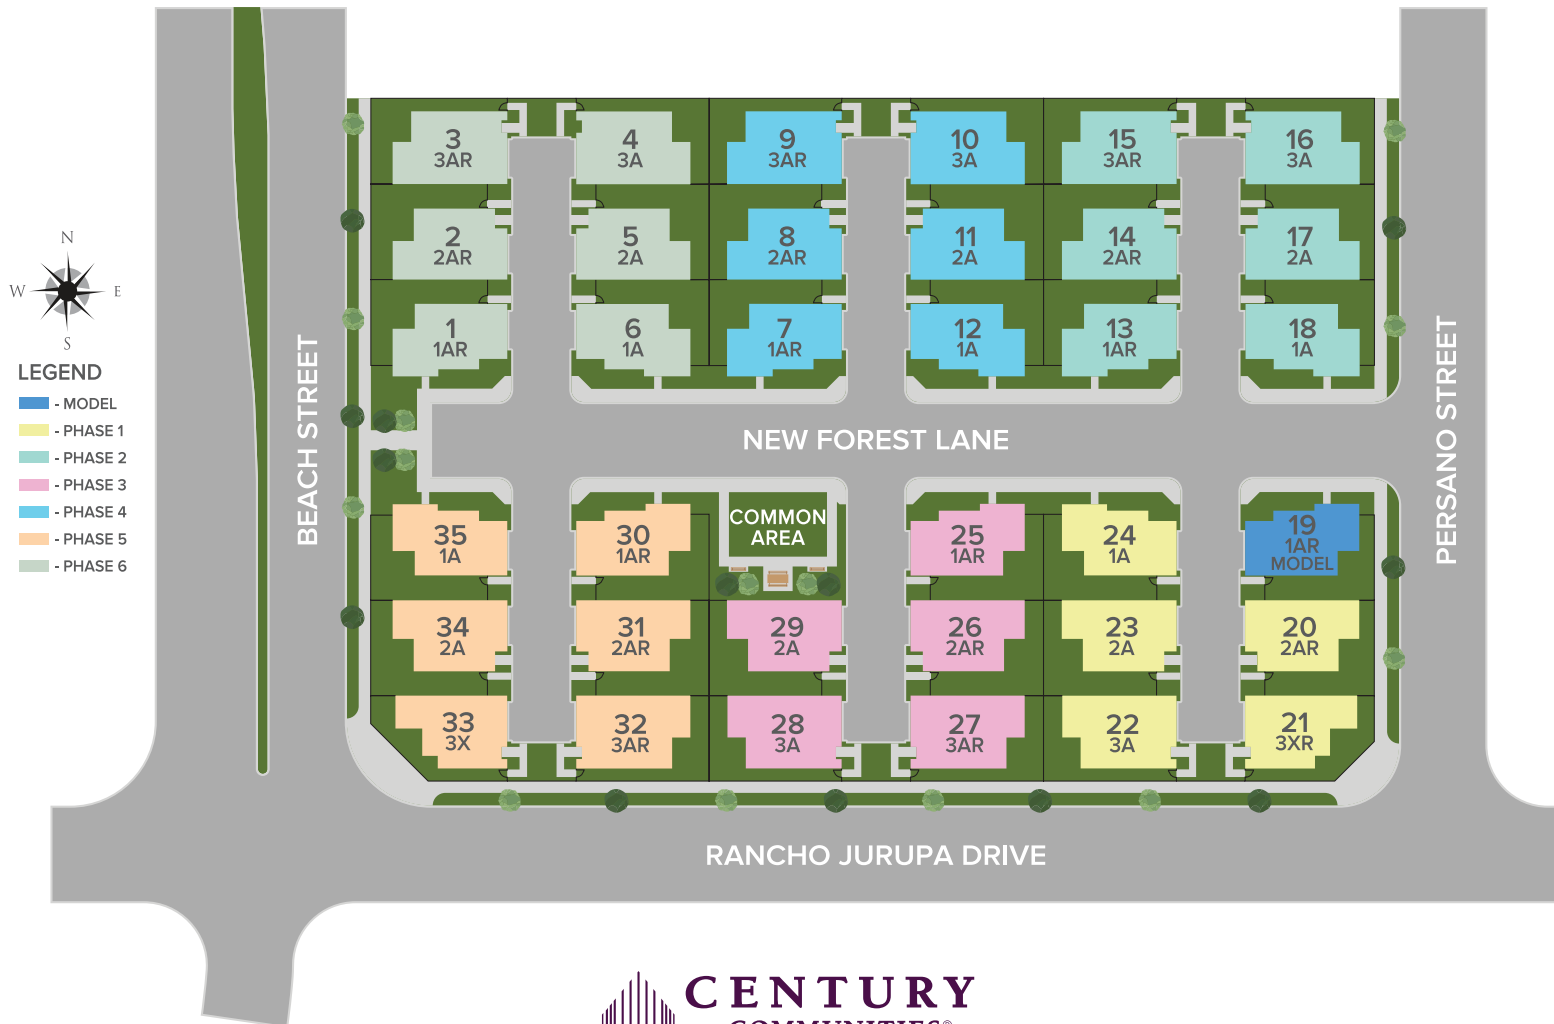 N
W E
S
LEGEND
- MODEL
- PHASE 1
- PHASE 2
- PHASE 3
- PHASE 4
- PHASE 5
- PHASE 6
BEACH STREET
3
3AR
4
3A
9
3AR
10
3A
15
3AR
16
3A
2
2AR
5
2A
8
2AR
11
2A
14
2AR
17
2A
1
1AR
6
1A
7
1AR
12
1A
13
1AR
18
1A
NEW FOREST LANE
PERSANO STREET
35
1A
30
1AR
COMMON
AREA
25
1AR
24
1A
19
1AR
MODEL
34
2A
31
2AR
29
2A
26
2AR
23
2A
20
2AR
33
3X
32
3AR
28
3A
27
3AR
22
3A
21
3XR
RANCHO JURUPA DRIVE
CENTURY
COMMUNITIES®